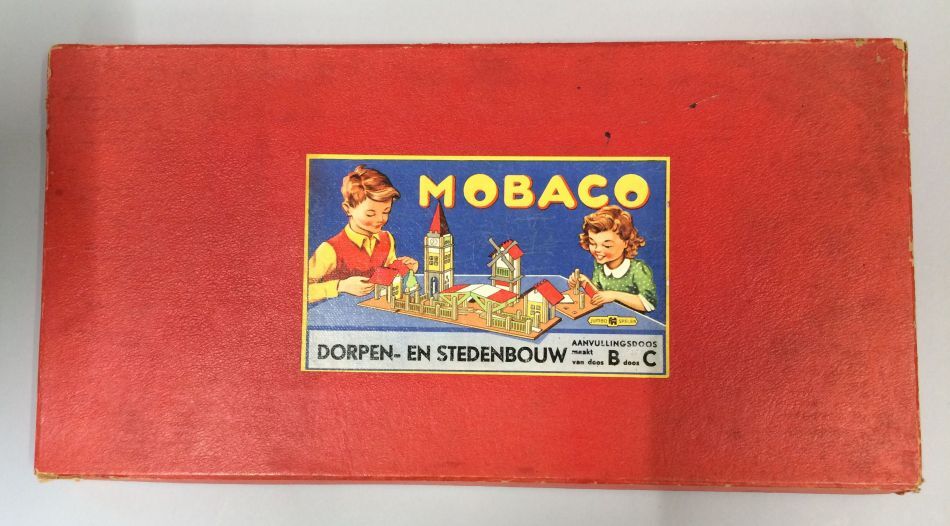 MOBACO
JUMBO SPELEN
DORPEN- EN STEDENBOUW
AANVULLINGSDOOS
maakt
van doos B doos C